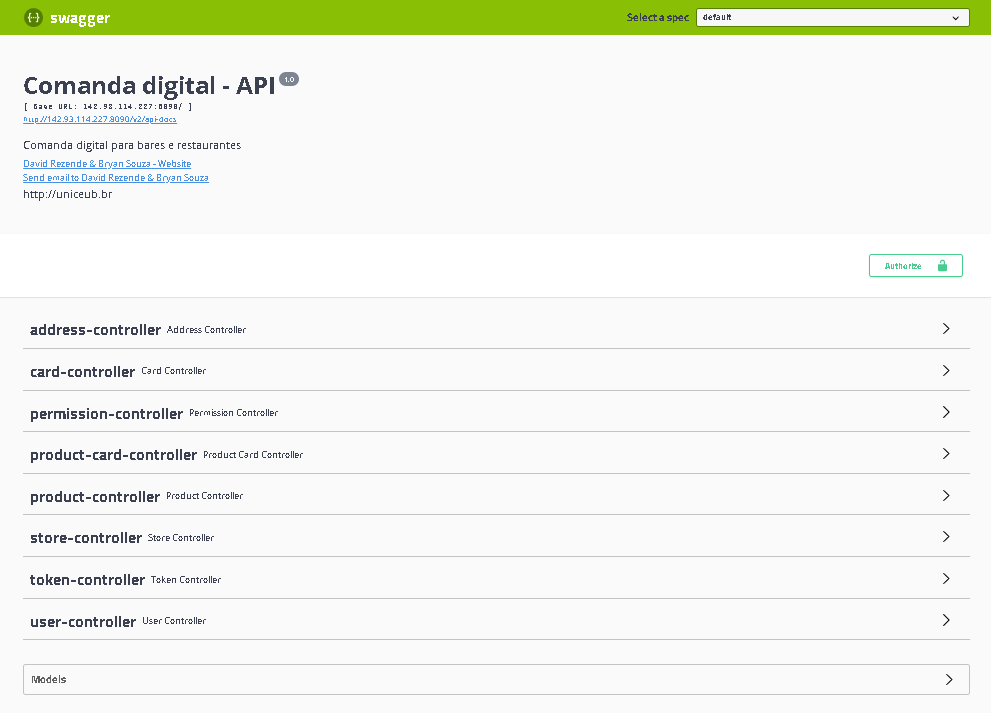 swagger
Select a spec
default
Comanda digital - API 1.0
[ Base URL: 142.93.114.227:8090/ ]
http://142.93.114.227:8090/v2/api-docs
Comanda digital para bares e restaurantes
David Rezende & Bryan Souza - Website
Send email to David Rezende & Bryan Souza
http://uniceub.br
Authorize
address-controller Address Controller
card-controller Card Controller
permission-controller Permission Controller
product-card-controller Product Card Controller
product-controller Product Controller
store-controller Store Controller
token-controller Token Controller
user-controller User Controller
Models